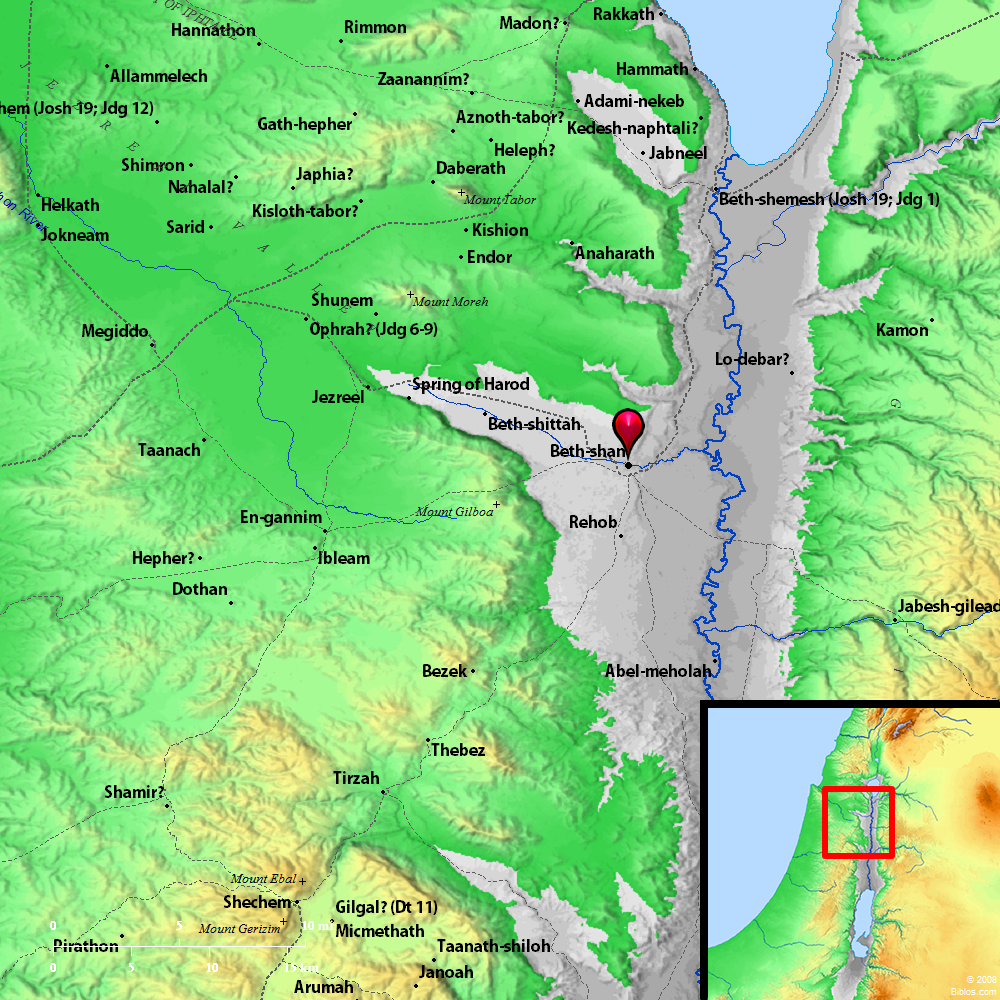 T OF IPHTAHEL
Rakkath
Madon?
Rimmon
Hannathon
Hammath
Allammelech
Zaanannim?
Adami-nekeb
hem (Josh 19; Jdg 12)
Gath-hepher
Aznoth-tabor?
Kedesh-naphtali?
Heleph?
Jabneel
Shimron
Daberath
Japhia?
Nahalal?
Mount Tabor
Beth-shemesh (Josh 19; Jdg 1)
Helkath
Kisloth-tabor?
Sarid
Kishion
Jokneam
Endor
Anaharath
Shunem
Mount Moreh
Ophrah? (Jdg 6-9)
Megiddo
Kamon
Lo-debar?
Spring of Harod
Jezreel
G
Beth-shittah
Taanach
Beth-shan
Mount Gilboa
En-gannim
Rehob
Hepher?
Ibleam
Dothan
Jabesh-gilead
Bezek
Abel-meholah
Thebez
Tirzah
Shamir?
Mount Ebal
Shechem
Gilgal? (Dt 11)
Mount Gerizim
Micmethath
0 5 10 mi
Pirathon
Taanath-shiloh
0 5 10 15 km
Janoah
Arumah
© 2008
Biblos.com